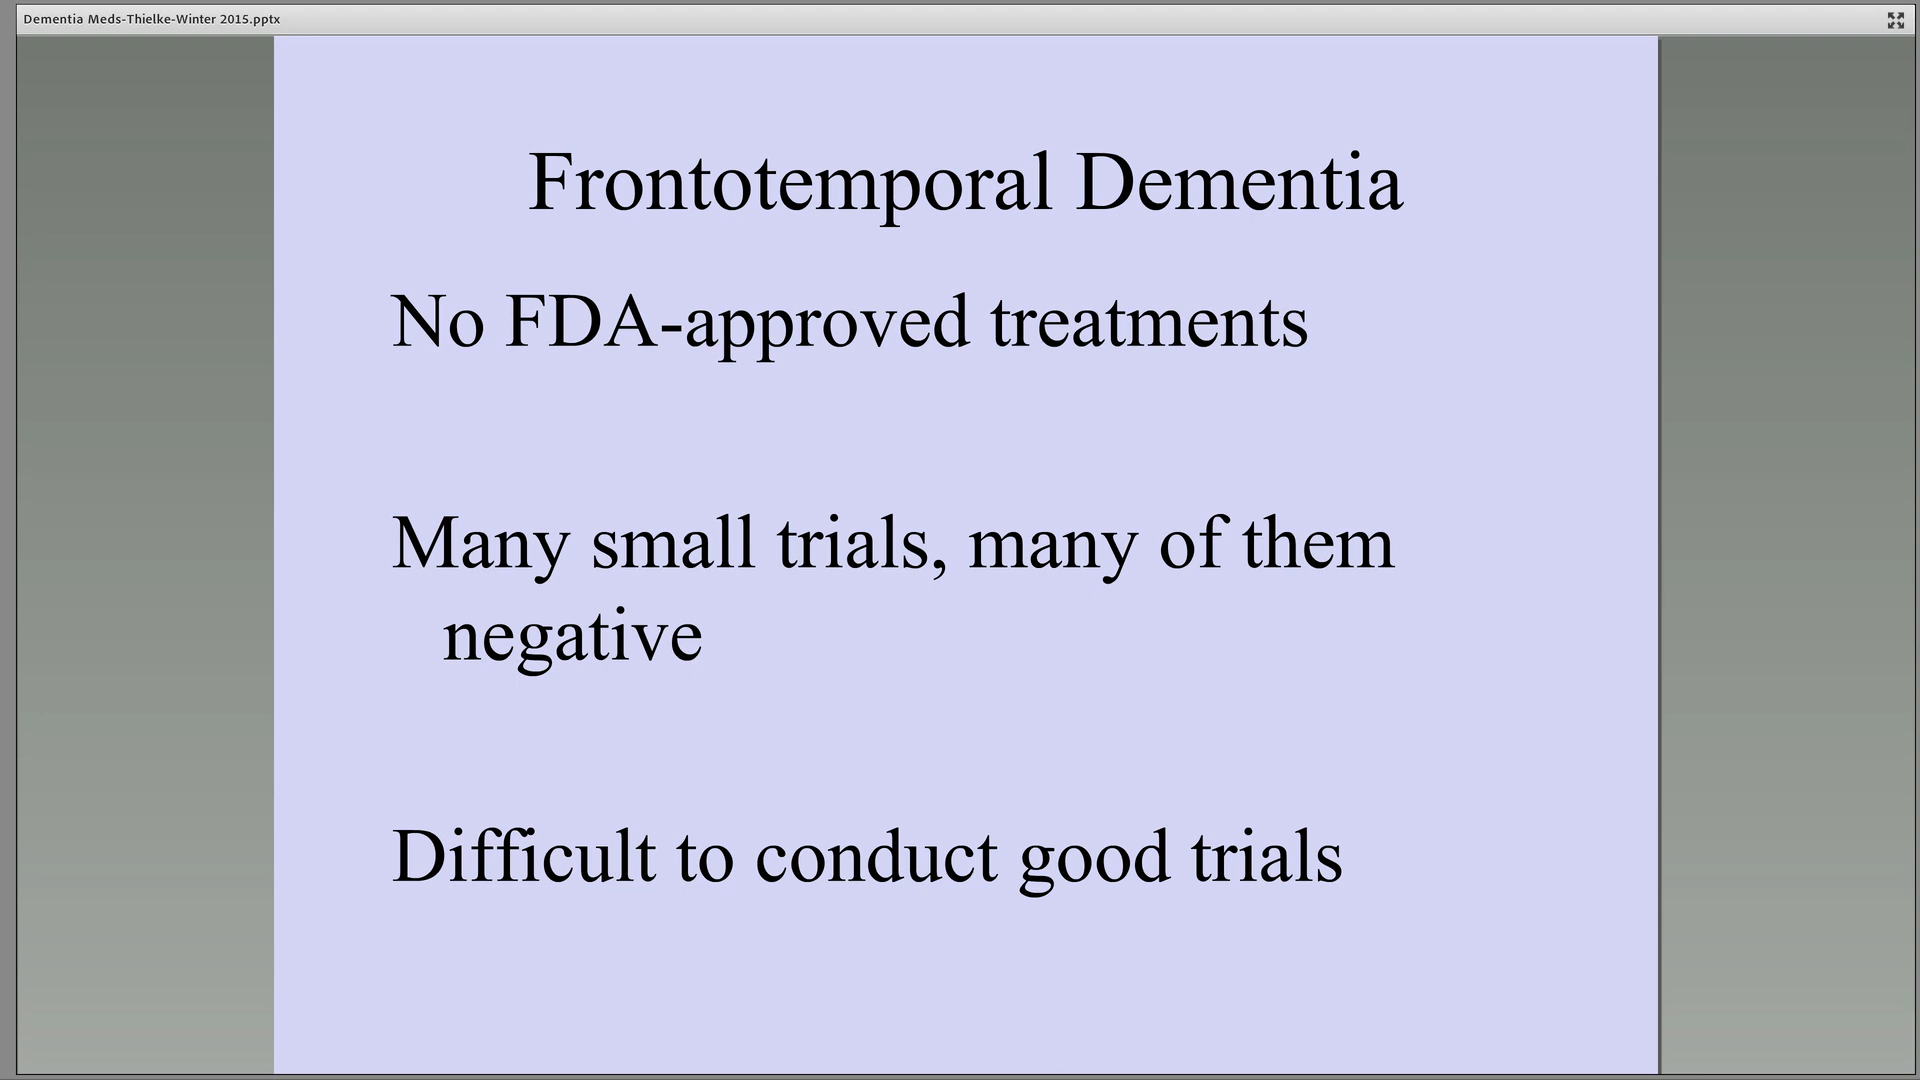 Dementia Meds-Thielke-Winter 2015.pptx
Frontotemporal Dementia
No FDA-approved treatments
Many small trials, many of them
negative
Difficult to conduct good trials